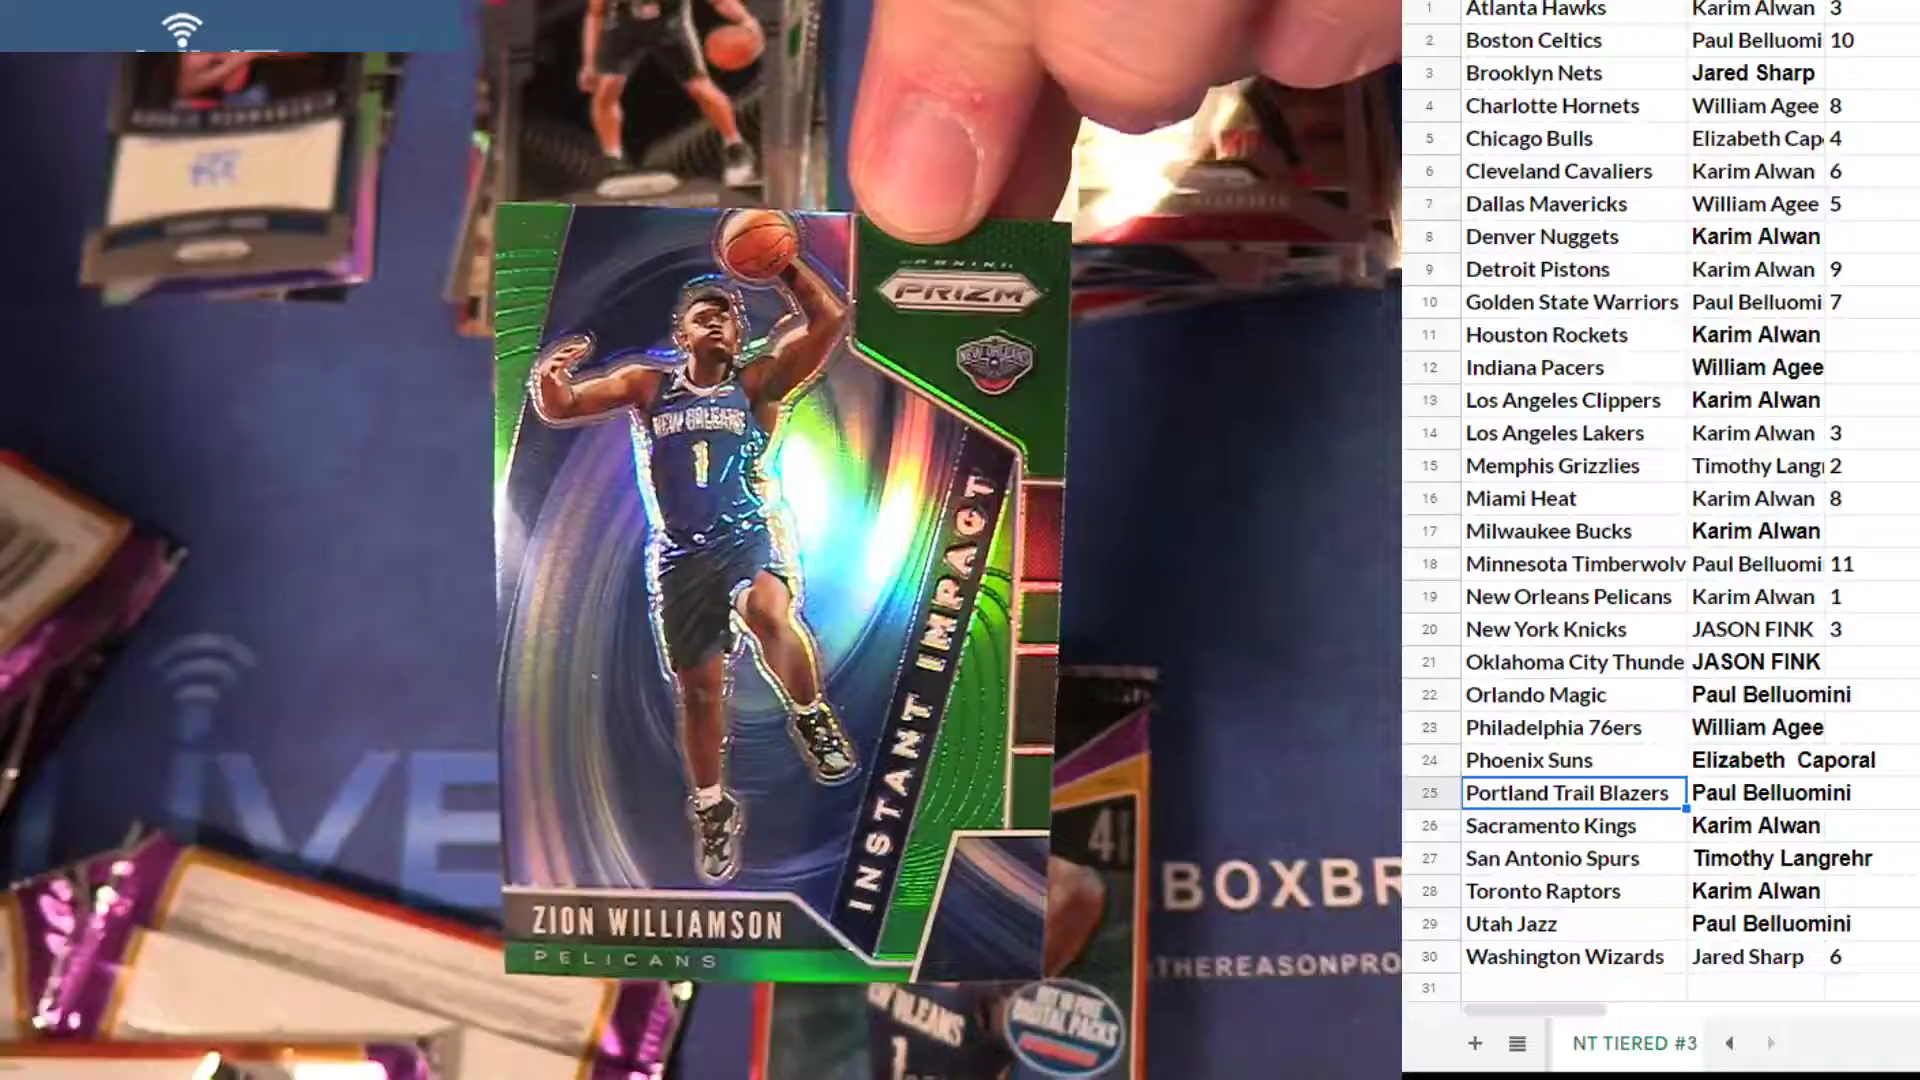 PANINI
PRIZM
NEW ORLEANS
NEW ORLEANS
1
INSTANT IMPACT
ZION WILLIAMSON
PELICANS
LIVE
BOXBR
THEREASONPRO
DIGITAL PACKS
1 Atlanta Hawks Karim Alwan 3
2 Boston Celtics Paul Belluomi 10
3 Brooklyn Nets Jared Sharp
4 Charlotte Hornets William Agee 8
5 Chicago Bulls Elizabeth Cap 4
6 Cleveland Cavaliers Karim Alwan 6
7 Dallas Mavericks William Agee 5
8 Denver Nuggets Karim Alwan
9 Detroit Pistons Karim Alwan 9
10 Golden State Warriors Paul Belluomi 7
11 Houston Rockets Karim Alwan
12 Indiana Pacers William Agee
13 Los Angeles Clippers Karim Alwan
14 Los Angeles Lakers Karim Alwan 3
15 Memphis Grizzlies Timothy Langr 2
16 Miami Heat Karim Alwan 8
17 Milwaukee Bucks Karim Alwan
18 Minnesota Timberwolv Paul Belluomi 11
19 New Orleans Pelicans Karim Alwan 1
20 New York Knicks JASON FINK 3
21 Oklahoma City Thunde JASON FINK
22 Orlando Magic Paul Belluomini
23 Philadelphia 76ers William Agee
24 Phoenix Suns Elizabeth Caporal
25 Portland Trail Blazers Paul Belluomini
26 Sacramento Kings Karim Alwan
27 San Antonio Spurs Timothy Langrehr
28 Toronto Raptors Karim Alwan
29 Utah Jazz Paul Belluomini
30 Washington Wizards Jared Sharp 6
31
NT TIERED #3